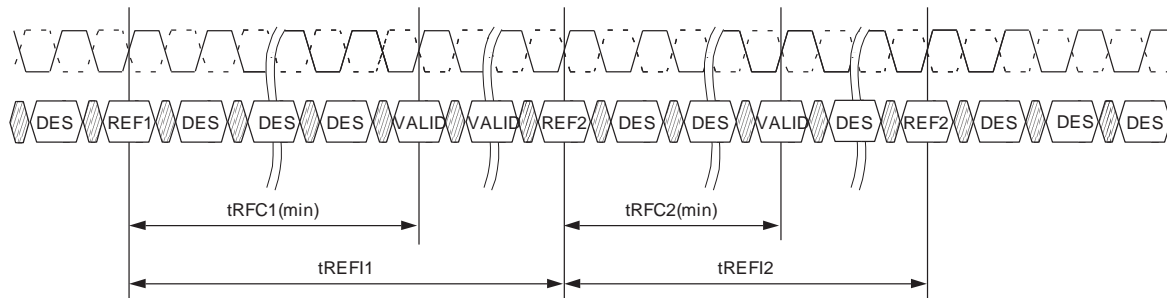 DES REF1 DES DES DES VALID VALID REF2 DES DES VALID DES REF2 DES DES DES
tRFC1(min) tRFC2(min)
tREFI1 tREFI2